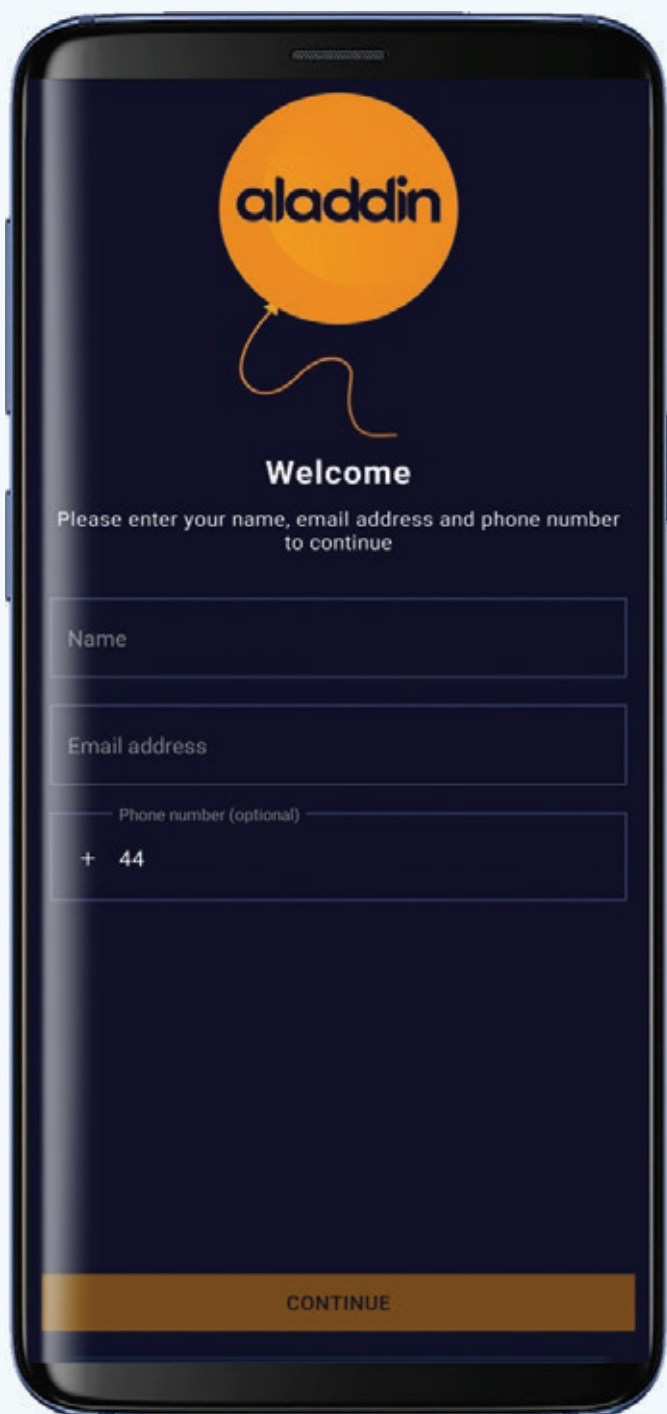 aladdin
Welcome
Please enter your name, email address and phone number
to continue
Name
Email address
Phone number (optional)
+ 44
CONTINUE